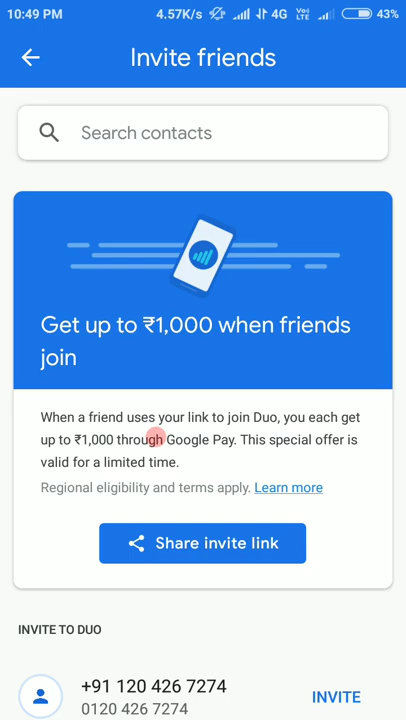 10:49 PM 4.57K/s 4G Vo) LTE 43%
Invite friends
Search contacts
Get up to ₹1,000 when friends
join
When a friend uses your link to join Duo, you each get
up to ₹1,000 through Google Pay. This special offer is
valid for a limited time.
Regional eligibility and terms apply. Learn more
Share invite link
INVITE TO DUO
+91 120 426 7274
0120 426 7274
INVITE